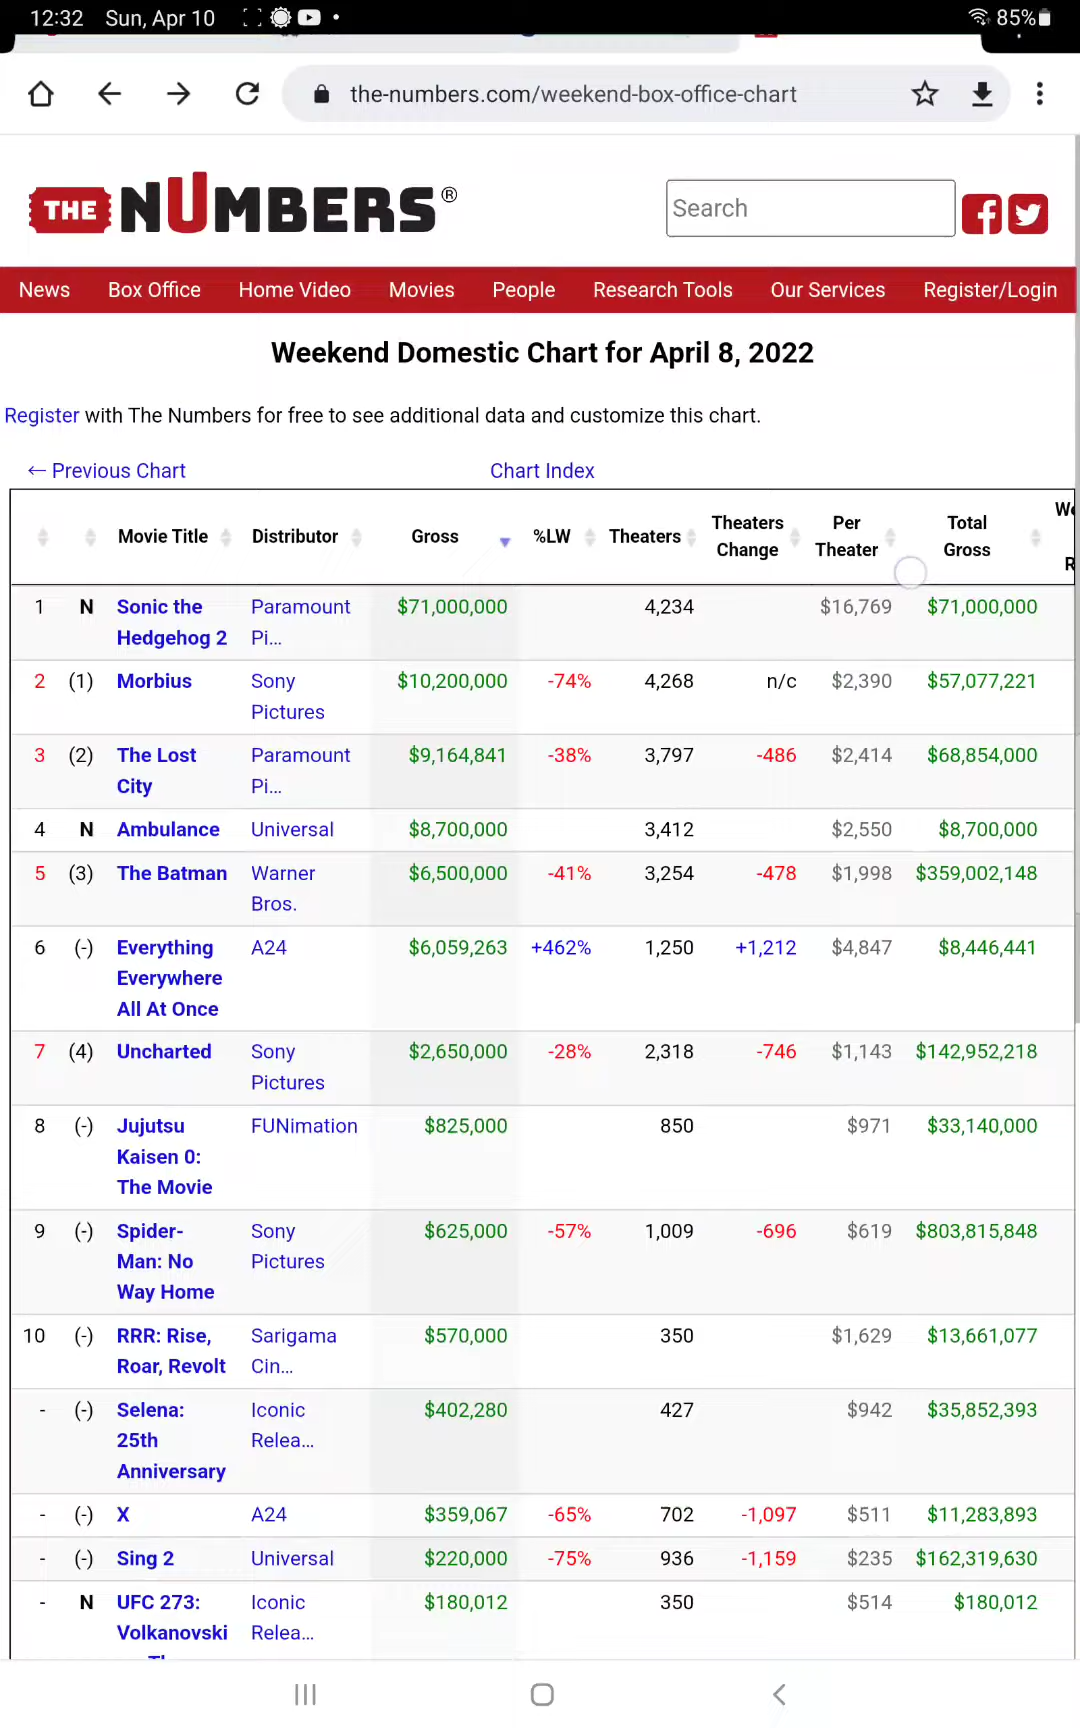 12:32 Sun, Apr 10 85%
the-numbers.com/weekend-box-office-chart
THE NUMBERS®
Search
News Box Office Home Video Movies People Research Tools Our Services Register/Login
Weekend Domestic Chart for April 8, 2022
Register with The Numbers for free to see additional data and customize this chart.
← Previous Chart Chart Index
Movie Title Distributor Gross %LW Theaters Theaters Change Per Theater Total Gross
1 N Sonic the Paramount $71,000,000 4,234 $16,769 $71,000,000
Hedgehog 2 Pi...
2 (1) Morbius Sony $10,200,000 -74% 4,268 n/c $2,390 $57,077,221
Pictures
3 (2) The Lost Paramount $9,164,841 -38% 3,797 -486 $2,414 $68,854,000
City Pi...
4 N Ambulance Universal $8,700,000 3,412 $2,550 $8,700,000
5 (3) The Batman Warner $6,500,000 -41% 3,254 -478 $1,998 $359,002,148
Bros.
6 (-) Everything A24 $6,059,263 +462% 1,250 +1,212 $4,847 $8,446,441
Everywhere
All At Once
7 (4) Uncharted Sony $2,650,000 -28% 2,318 -746 $1,143 $142,952,218
Pictures
8 (-) Jujutsu FUNimation $825,000 850 $971 $33,140,000
Kaisen 0:
The Movie
9 (-) Spider- Sony $625,000 -57% 1,009 -696 $619 $803,815,848
Man: No Pictures
Way Home
10 (-) RRR: Rise, Sarigama $570,000 350 $1,629 $13,661,077
Roar, Revolt Cin...
- (-) Selena: Iconic $402,280 427 $942 $35,852,393
25th Relea...
Anniversary
- (-) X A24 $359,067 -65% 702 -1,097 $511 $11,283,893
- (-) Sing 2 Universal $220,000 -75% 936 -1,159 $235 $162,319,630
- N UFC 273: Iconic $180,012 350 $514 $180,012
Volkanovski Relea...